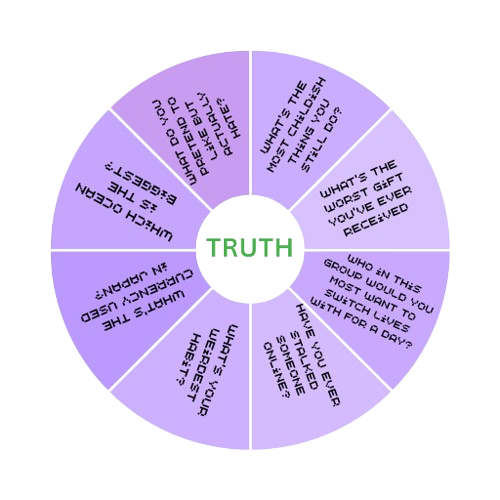 WHAT'S THE
MOST CHILDISH
THING YOU
STILL DO?
WHAT'S THE
WORST GIFT
YOU'VE EVER
RECEIVED
WHO IN THIS
GROUP WOULD YOU
MOST WANT TO
SWITCH LIVES
WITH FOR A DAY?
HAVE YOU EVER
STALKED
SOMEONE
ONLINE?
WHAT'S YOUR
WEIRDEST
HABIT?
WHAT'S THE
CURRENCY USED
IN JAPAN?
WHICH OCEAN
IS THE
BIGGEST?
WHAT DO YOU
PRETEND TO
LIKE BUT
ACTUALLY
HATE?
TRUTH